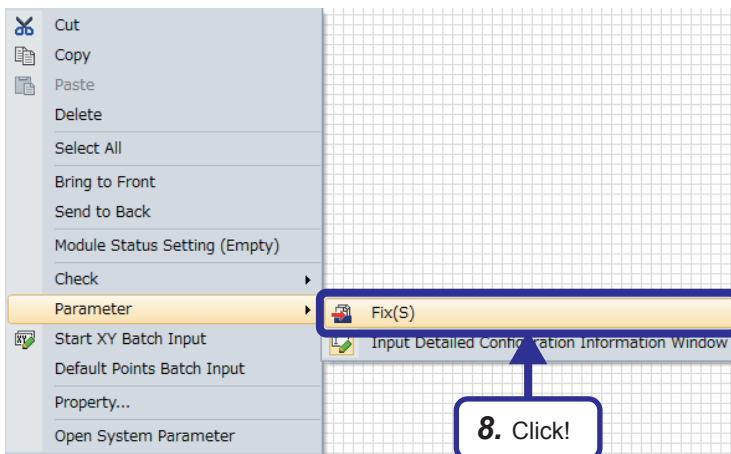 Cut
Copy
Paste
Delete
Select All
Bring to Front
Send to Back
Module Status Setting (Empty)
Check
Parameter
Fix(S)
Start XY Batch Input
Input Detailed Configuration Information Window
Default Points Batch Input
Property...
8. Click!
Open System Parameter